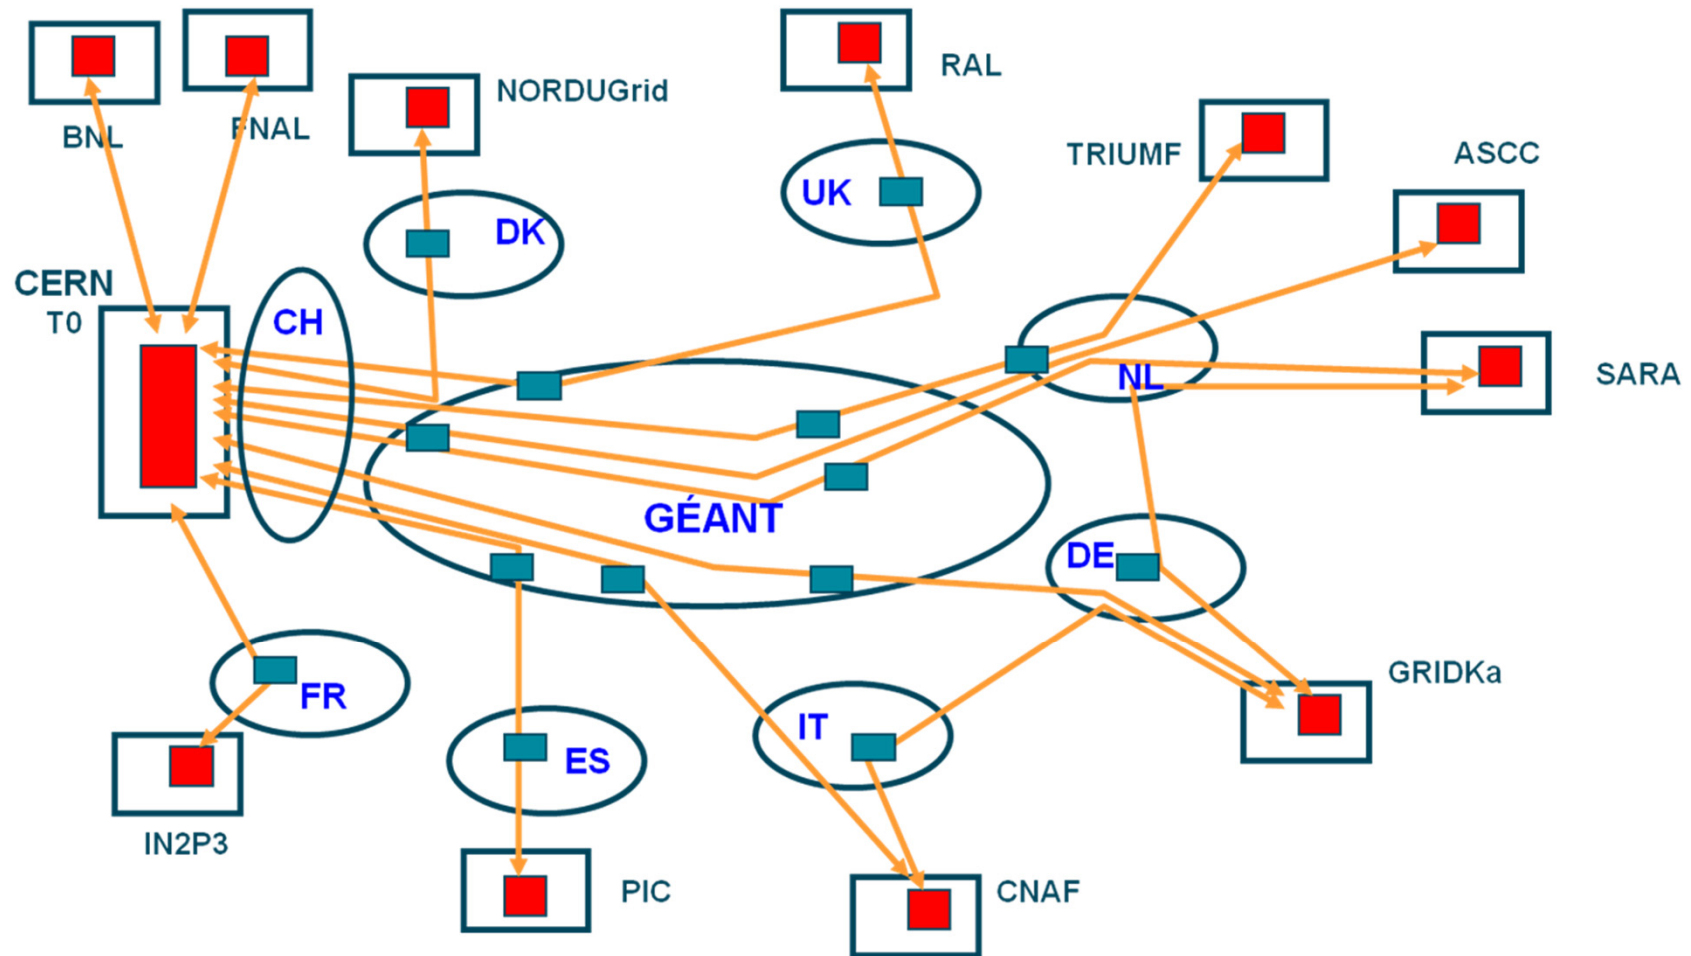 RAL
NORDUGrid
BNL
FNAL
TRIUMF
ASCC
UK
DK
CERN
T0
CH
NL
SARA
GÉANT
DE
GRIDKa
FR
IT
ES
IN2P3
PIC
CNAF